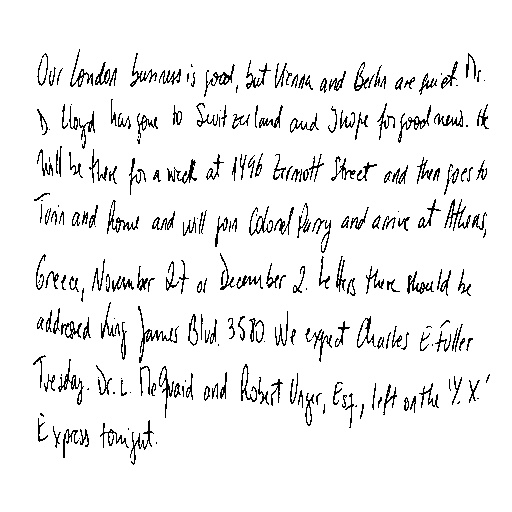 Our London business is good, but Vienna and Berlin are quiet. Mr.
D. Lloyd has gone to Switzerland and I hope for good news. He
will be there for a week at 1496 Zermott Street and then goes to
Turin and Rome and will join Colonel Parry and arrive at Athens,
Greece, November 27 or December 2. Letters there should be
addressed King James Blvd. 3580. We expect Charles E. Fuller
Tuesday. Dr. L. McQuaid and Robert Unger, Esq., left on the 'Y.X.'
Express tonight.